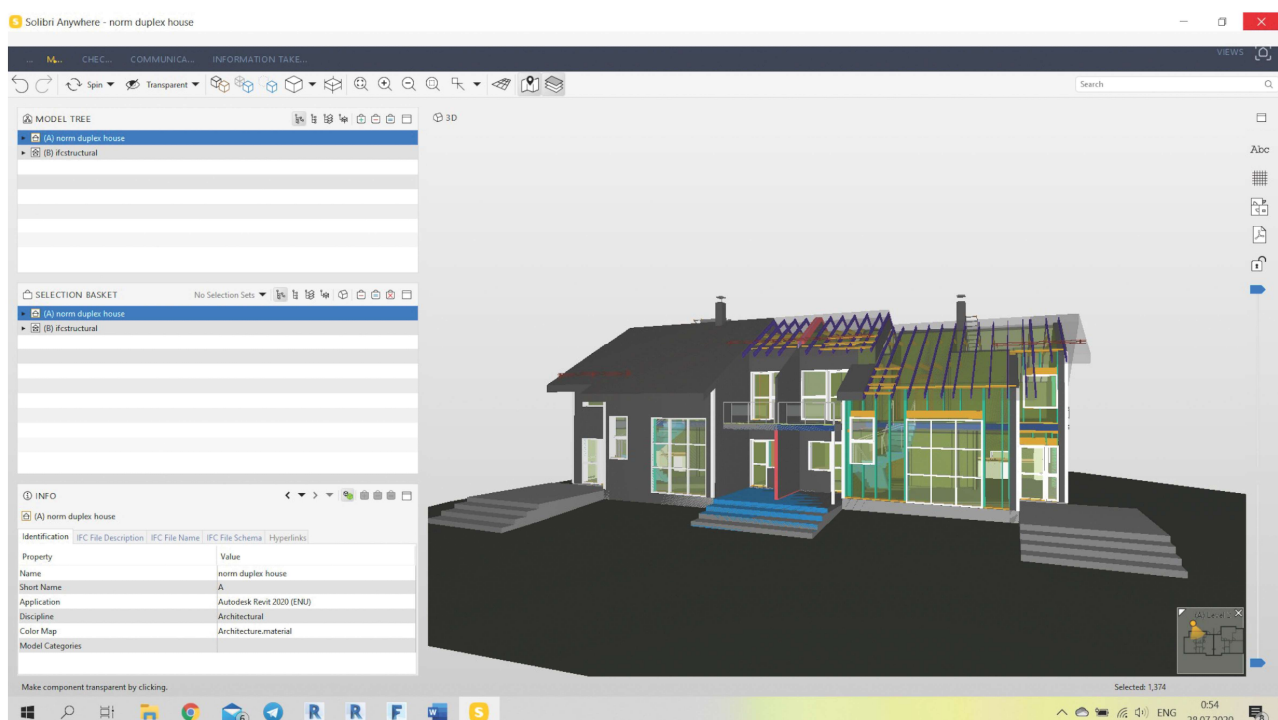 Solibri Anywhere - norm duplex house
... M... CHEC... COMMUNICA... INFORMATION TAKE... VIEWS
Spin Transparent Search
MODEL TREE
3D
(A) norm duplex house
(B) ifcstructural
Abc
SELECTION BASKET No Selection Sets
(A) norm duplex house
(B) ifcstructural
INFO
(A) norm duplex house
Identification IFC File Description IFC File Name IFC File Schema Hyperlinks
Property Value
Name norm duplex house
Short Name A
Application Autodesk Revit 2020 (ENU)
Discipline Architectural
Color Map Architecture.material
Model Categories
Make component transparent by clicking. Selected: 1,374
R R F W S ENG 0:54
28.07.2020